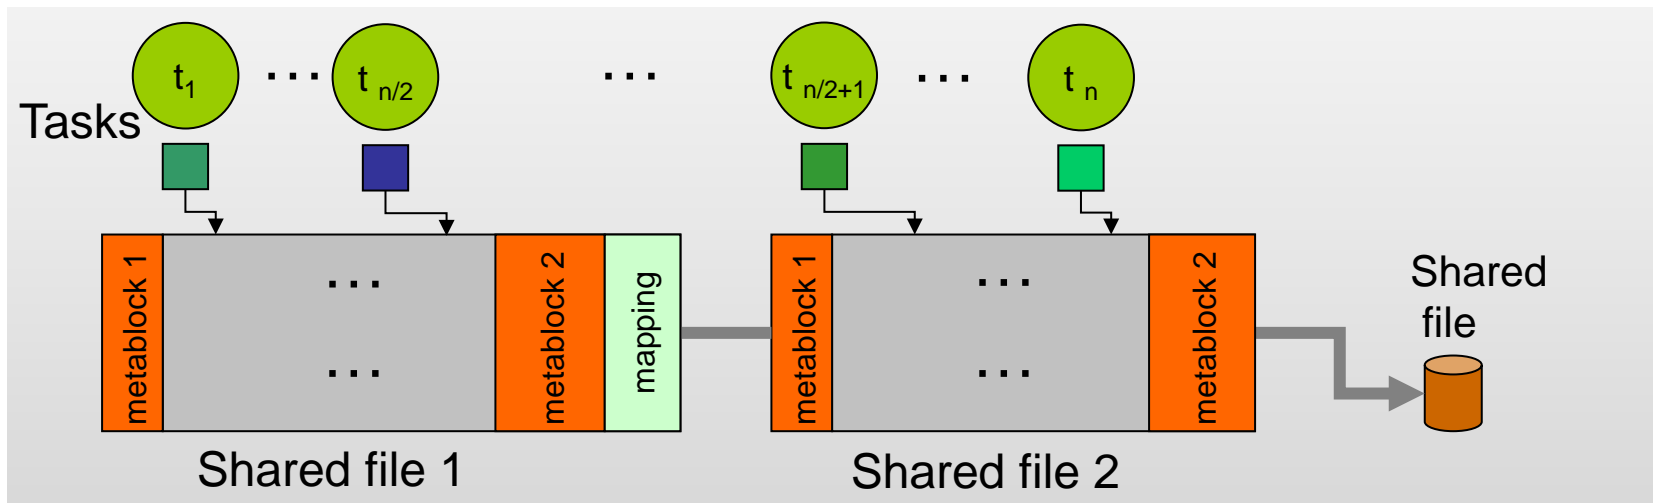 t1 ... t n/2 ... t n/2+1 ... t n
Tasks
metablock 1
...
...
metablock 2
mapping
metablock 1
...
...
metablock 2
Shared
file
Shared file 1
Shared file 2